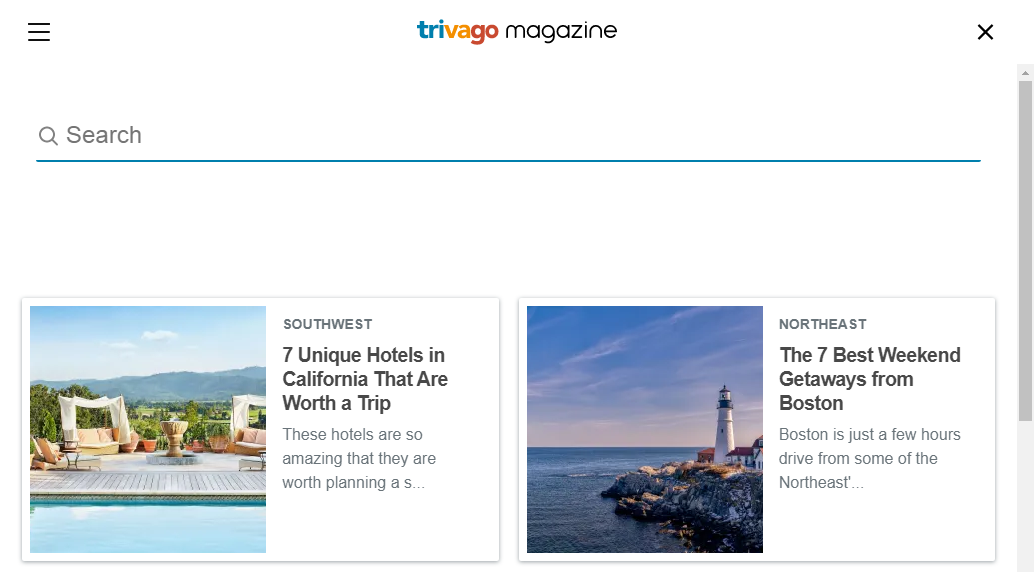 trivago magazine
Search
SOUTHWEST
7 Unique Hotels in
California That Are
Worth a Trip
These hotels are so
amazing that they are
worth planning a s...
NORTHEAST
The 7 Best Weekend
Getaways from
Boston
Boston is just a few hours
drive from some of the
Northeast'...